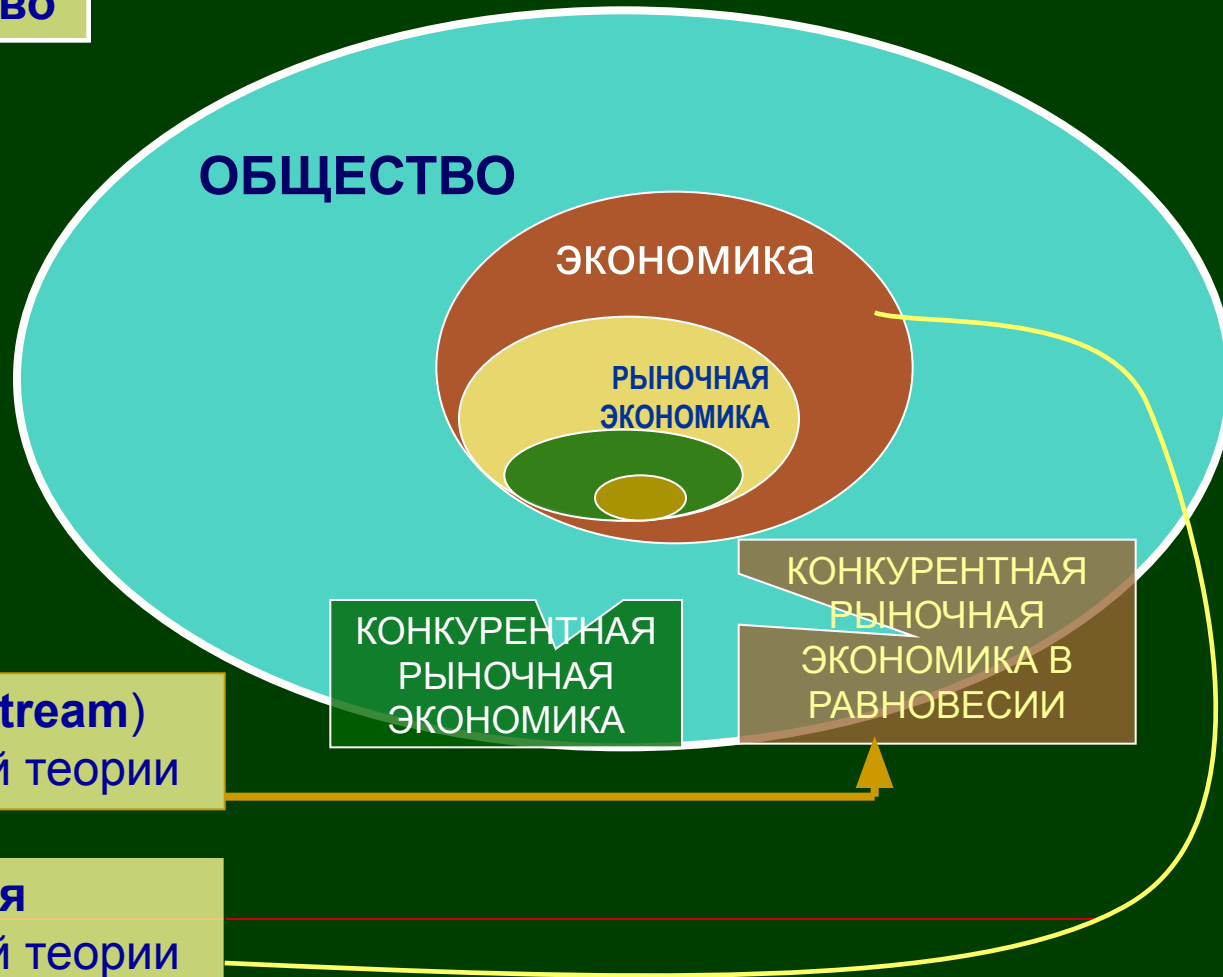 во
ОБЩЕСТВО
экономика
РЫНОЧНАЯ
ЭКОНОМИКА
КОНКУРЕНТНАЯ
РЫНОЧНАЯ
ЭКОНОМИКА
КОНКУРЕНТНАЯ
РЫНОЧНАЯ
ЭКОНОМИКА В
РАВНОВЕСИИ
tream)
й теории
я
й теории